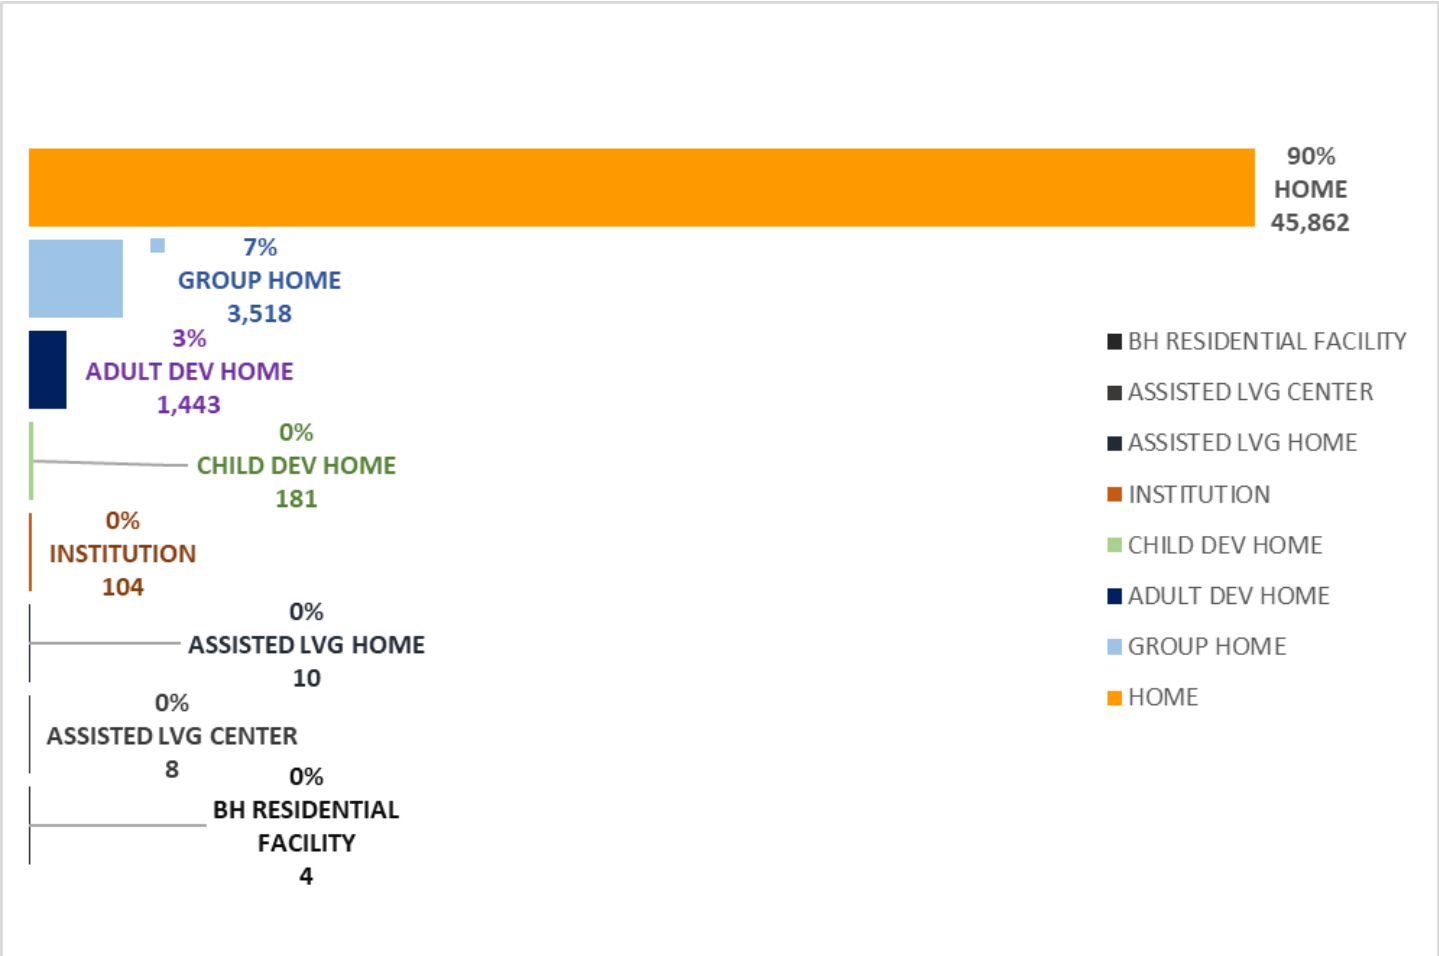 90%
HOME
45,862
7%
GROUP HOME
3,518
3%
ADULT DEV HOME
1,443
0%
CHILD DEV HOME
181
0%
INSTITUTION
104
0%
ASSISTED LVG HOME
10
0%
ASSISTED LVG CENTER
8
0%
BH RESIDENTIAL
FACILITY
4
BH RESIDENTIAL FACILITY
ASSISTED LVG CENTER
ASSISTED LVG HOME
INSTITUTION
CHILD DEV HOME
ADULT DEV HOME
GROUP HOME
HOME